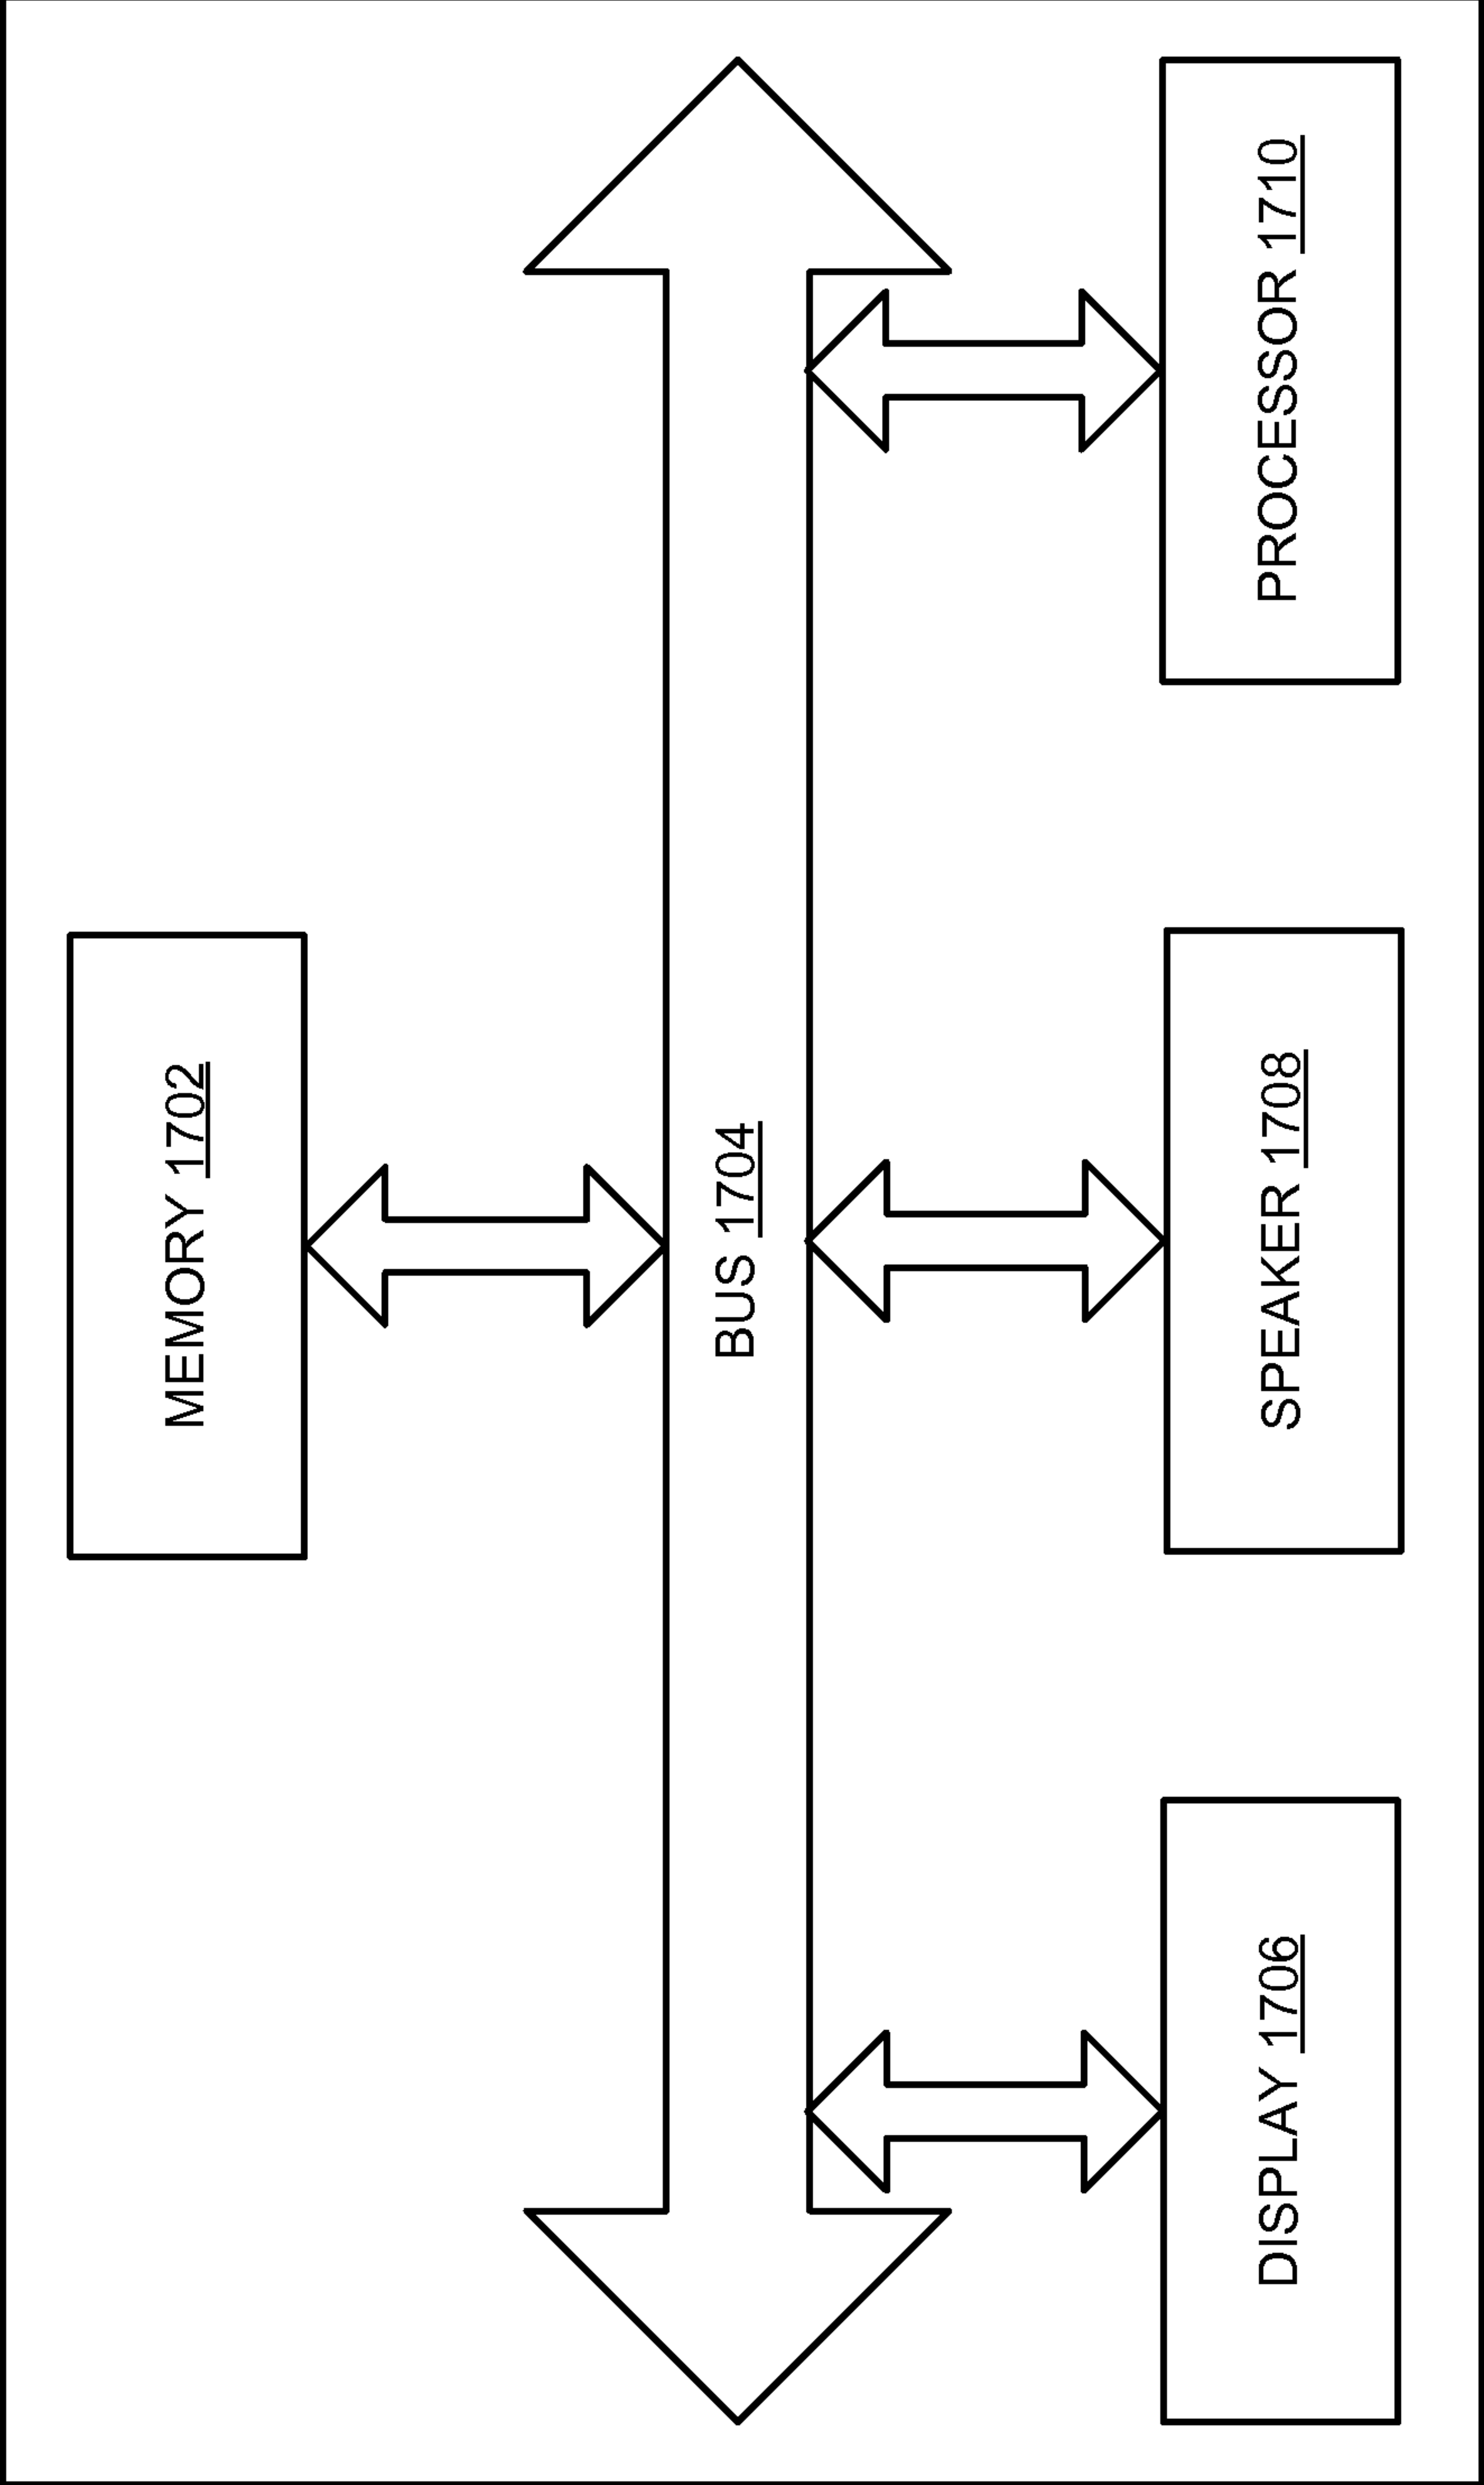 MEMORY 1702
BUS 1704
DISPLAY 1706
SPEAKER 1708
PROCESSOR 1710